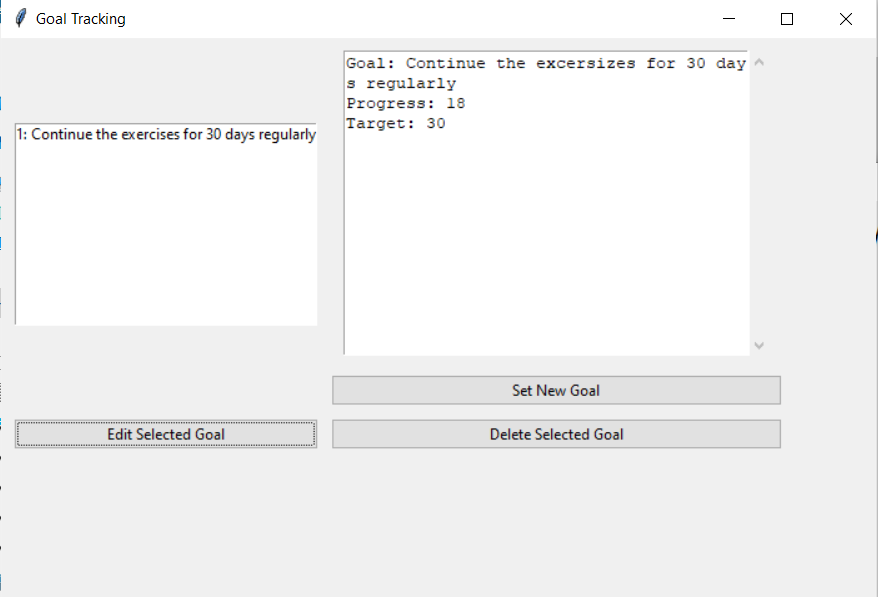 Goal Tracking
1: Continue the exercises for 30 days regularly
Goal: Continue the excersizes for 30 day
s regularly
Progress: 18
Target: 30
Set New Goal
Edit Selected Goal
Delete Selected Goal